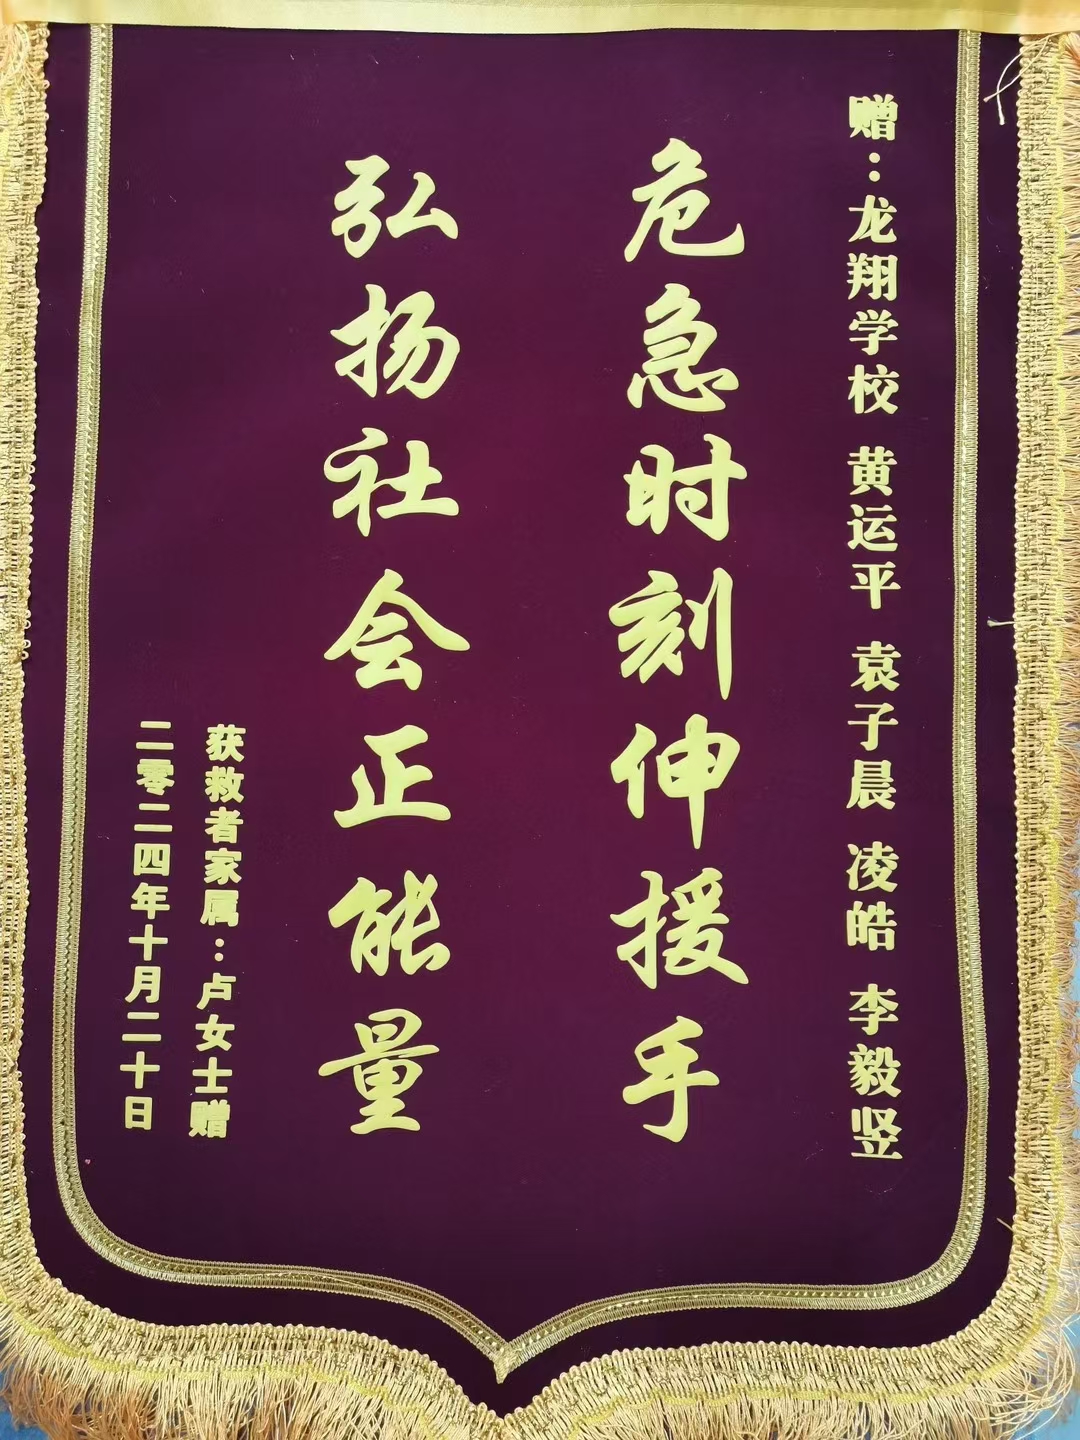 赠：龙翔学校 黄运平 袁子晨 凌皓 李毅竖
危急时刻伸援手
弘扬社会正能量
获救者家属：卢女士赠
二零二四年十月二十日